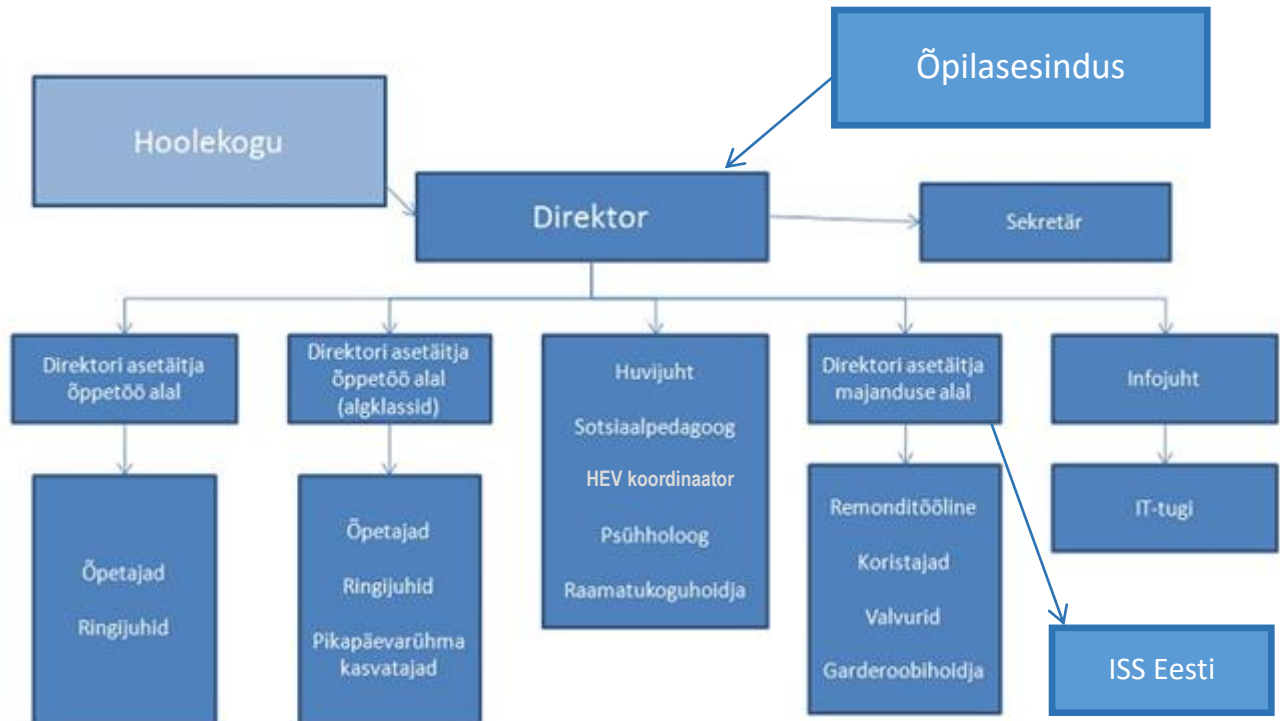 Õpilasesindus
Hoolekogu
Direktor
Sekretär
Direktori asetäitja
õppetöö alal
Direktori asetäitja
õppetöö alal
(algklassid)
Huvijuht
Sotsiaalpedagoog
HEV koordinaator
Psühholoog
Raamatukoguhoidja
Direktori asetäitja
majanduse alal
Infojuht
Õpetajad
Ringijuhid
Õpetajad
Ringijuhid
Pikapäevarühma
kasvatajad
Remonditööline
Koristajad
Valvurid
Garderoobihoidja
IT-tugi
ISS Eesti